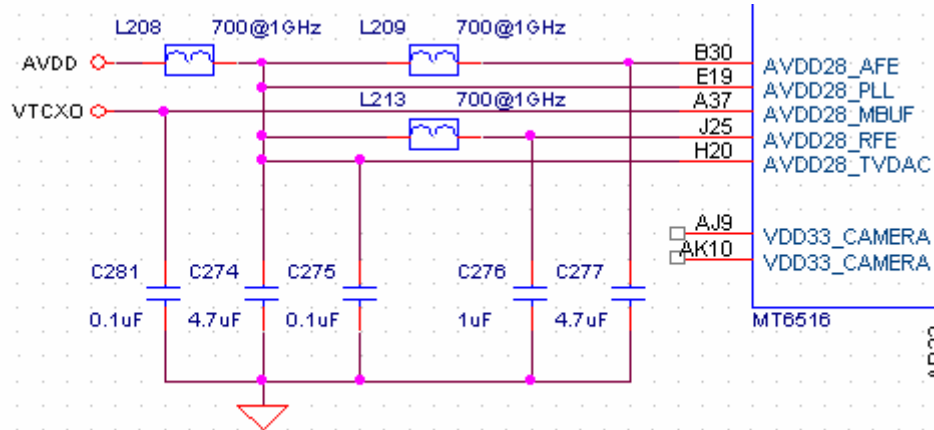 L208 700@1GHz L209 700@1GHz
AVDD
B30 AVDD28_AFE
E19 AVDD28_PLL
VTCXO
L213 700@1GHz
A37 AVDD28_MBUF
J25 AVDD28_RFE
H20 AVDD28_TVDAC
AJ9 VDD33_CAMERA
AK10 VDD33_CAMERA
C281 C274 C275 C276 C277
0.1uF 4.7uF 0.1uF 1uF 4.7uF
MT6516